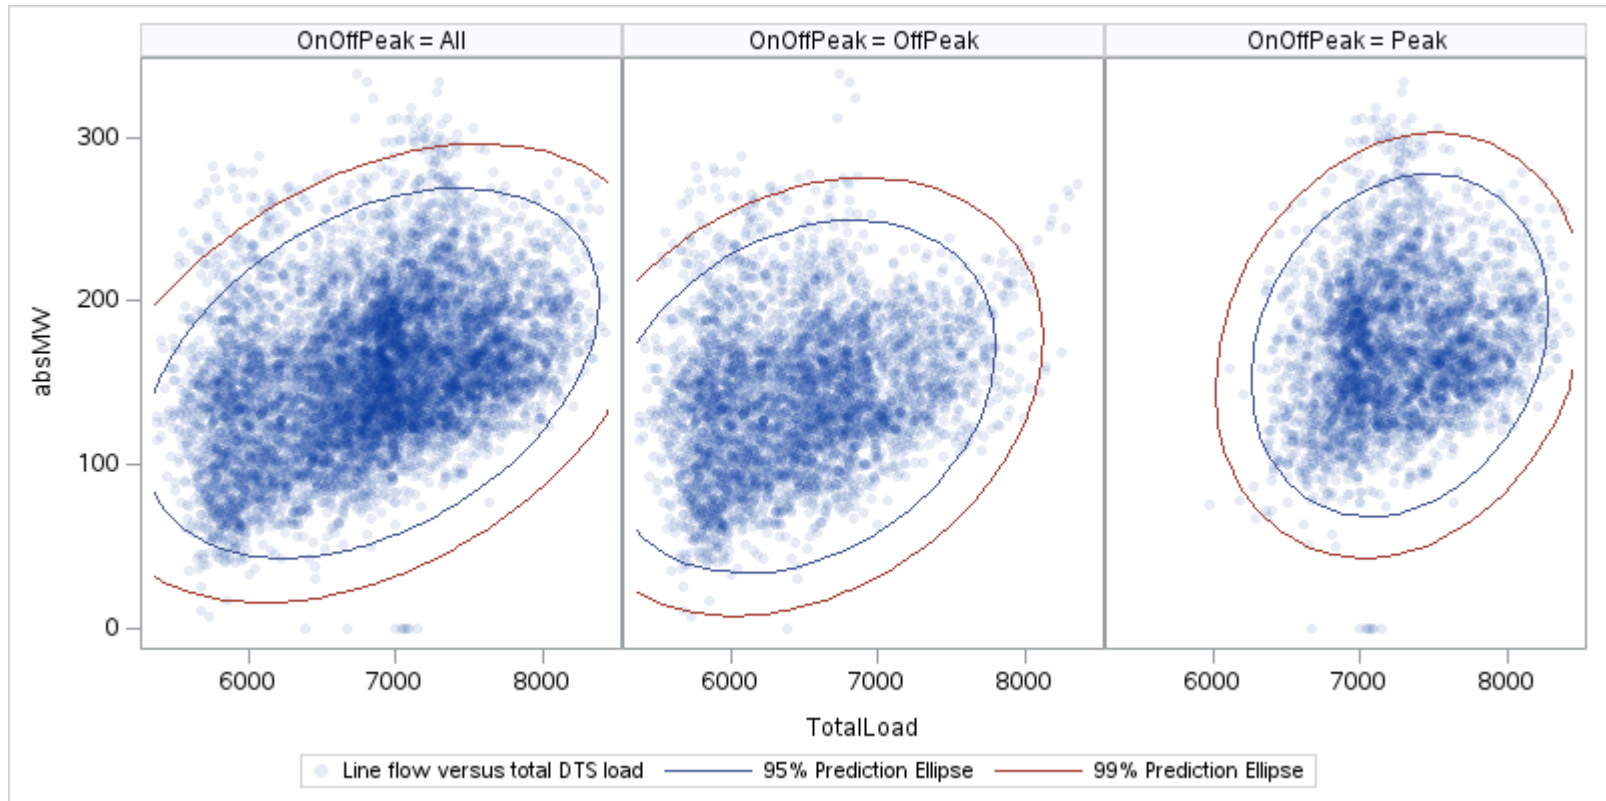 OnOffPeak = All
OnOffPeak = OffPeak
OnOffPeak = Peak
absMW
300
200
100
0
6000 7000 8000
6000 7000 8000
6000 7000 8000
TotalLoad
Line flow versus total DTS load 95% Prediction Ellipse 99% Prediction Ellipse